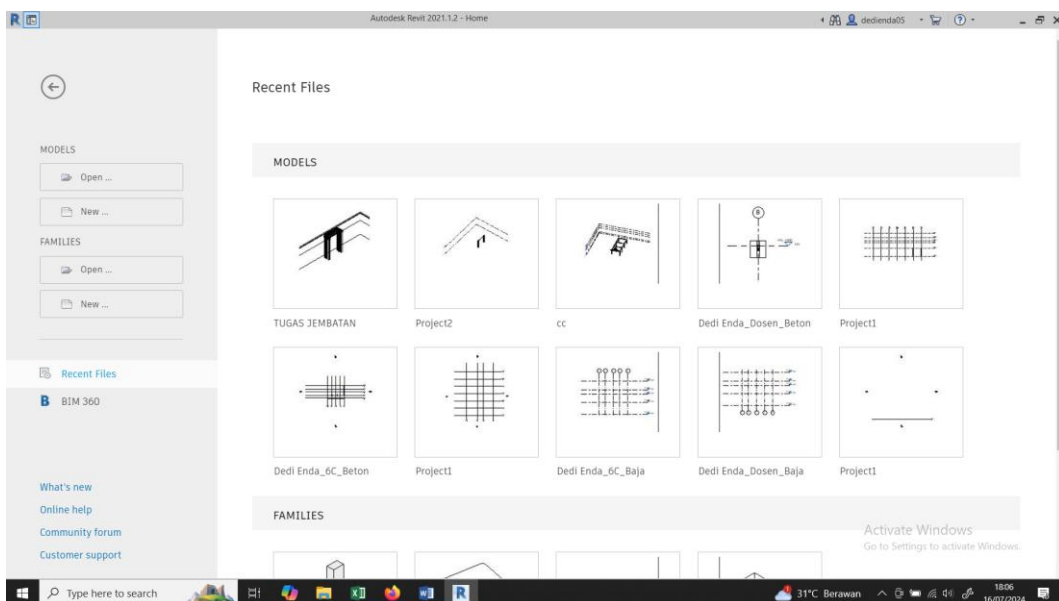 Autodesk Revit 2021.1.2 - Home
dedienda05
Recent Files
MODELS
Open ...
New ...
FAMILIES
Open ...
New ...
Recent Files
BIM 360
What's new
Online help
Community forum
Customer support
MODELS
TUGAS JEMBATAN
Project2
cc
Dedi Enda_Dosen_Beton
Project1
Dedi Enda_6C_Beton
Project1
Dedi Enda_6C_Baja
Dedi Enda_Dosen_Baja
Project1
FAMILIES
Activate Windows
Go to Settings to activate Windows.
Type here to search
31°C Berawan
18:06
16/07/2024